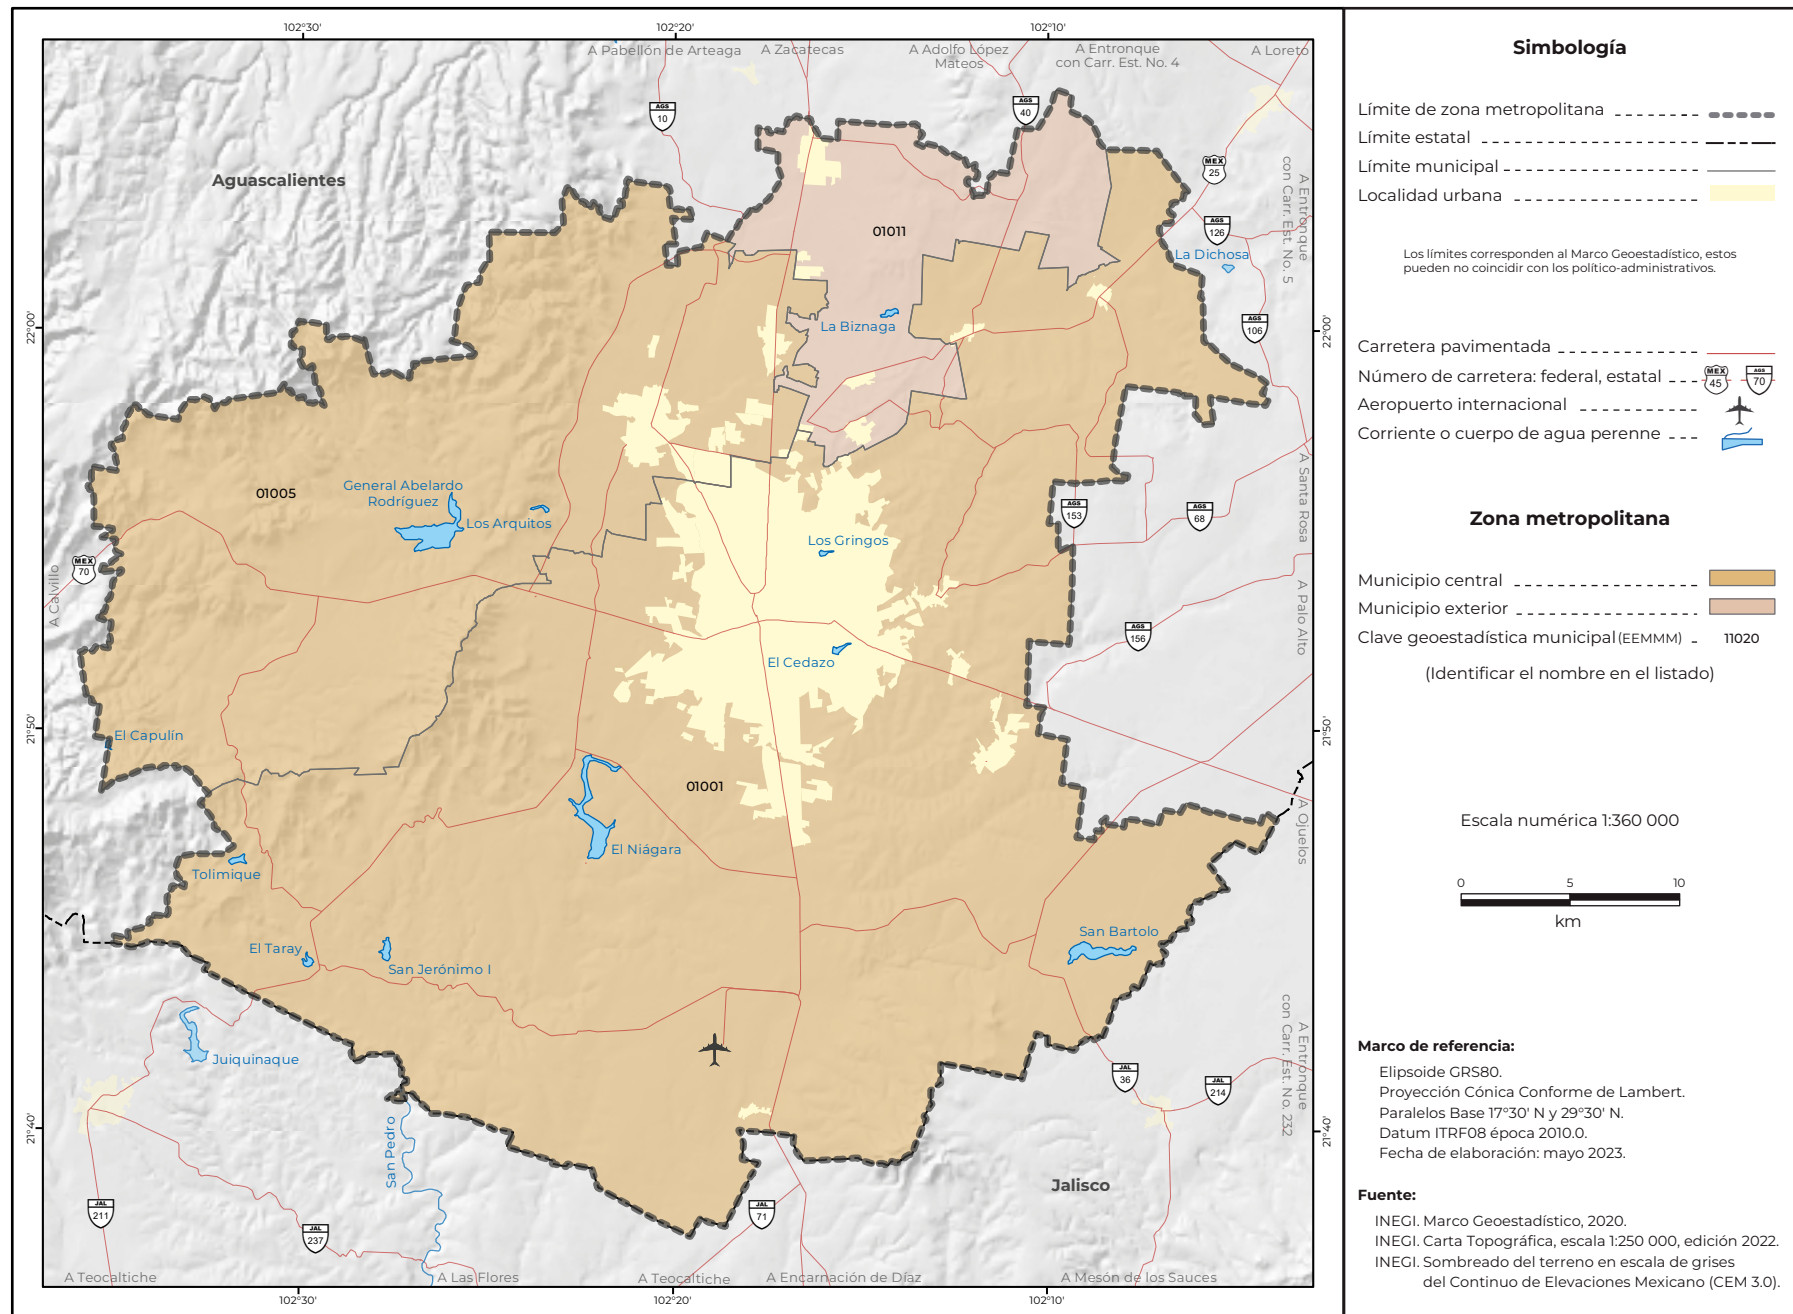 102°30'
102°20'
102°10'
A Pabellón de Arteaga
A Zacatecas
A Adolfo López
Mateos
A Entronque
con Carr. Est. No. 4
A Loreto
AGS
10
AGS
40
MEX
25
AGS
126
AGS
106
Aguascalientes
01011
La Dichosa
A Entronque
con Carr. Est. No. 5
22°00'
22°00'
La Biznaga
01005
General Abelardo
Rodríguez
Los Arquitos
Los Gringos
AGS
153
AGS
68
A Santa Rosa
MEX
70
A Calvillo
A Palo Alto
AGS
156
El Cedazo
El Capulín
21°50'
21°50'
01001
El Niágara
A Ojuelos
Tolimique
El Taray
San Jerónimo I
San Bartolo
Juiquinaque
A Entronque
con Carr. Est. No. 232
JAL
36
JAL
214
21°40'
21°40'
San Pedro
Jalisco
JAL
211
JAL
237
JAL
71
A Teocaltiche
A Las Flores
A Teocaltiche
A Encarnación de Díaz
A Mesón de los Sauces
102°30'
102°20'
102°10'
Simbología
Límite de zona metropolitana
Límite estatal
Límite municipal
Localidad urbana
Los límites corresponden al Marco Geoestadístico, estos
pueden no coincidir con los político-administrativos.
Carretera pavimentada
Número de carretera: federal, estatal
MEX
45
AGS
70
Aeropuerto internacional
Corriente o cuerpo de agua perenne
Zona metropolitana
Municipio central
Municipio exterior
Clave geoestadística municipal (EEMMM) 11020
(Identificar el nombre en el listado)
Escala numérica 1:360 000
0 5 10
km
Marco de referencia:
Elipsoide GRS80.
Proyección Cónica Conforme de Lambert.
Paralelos Base 17°30' N y 29°30' N.
Datum ITRF08 época 2010.0.
Fecha de elaboración: mayo 2023.
Fuente:
INEGI. Marco Geoestadístico, 2020.
INEGI. Carta Topográfica, escala 1:250 000, edición 2022.
INEGI. Sombreado del terreno en escala de grises
del Continuo de Elevaciones Mexicano (CEM 3.0).